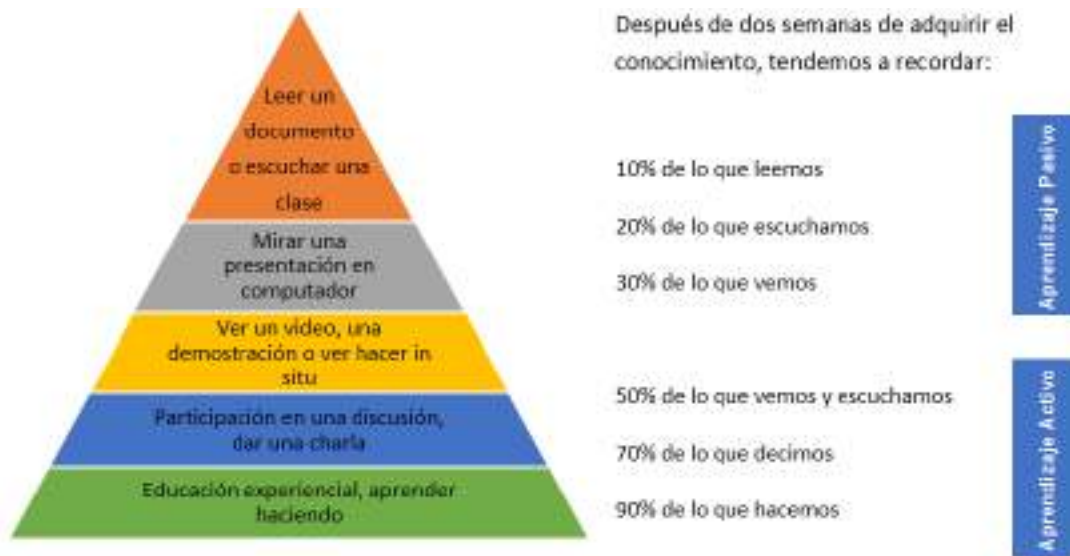 Leer un
documento
o escuchar una
clase
Mirar una
presentación en
computador
Ver un video, una
demostración o ver hacer in
situ
Participación en una discusión,
dar una charla
Educación experiencial, aprender
haciendo
Después de dos semanas de adquirir el
conocimiento, tendemos a recordar:
10% de lo que leemos
20% de lo que escuchamos
30% de lo que vemos
50% de lo que vemos y escuchamos
70% de lo que decimos
90% de lo que hacemos
Aprendizaje Pasivo
Aprendizaje Activo